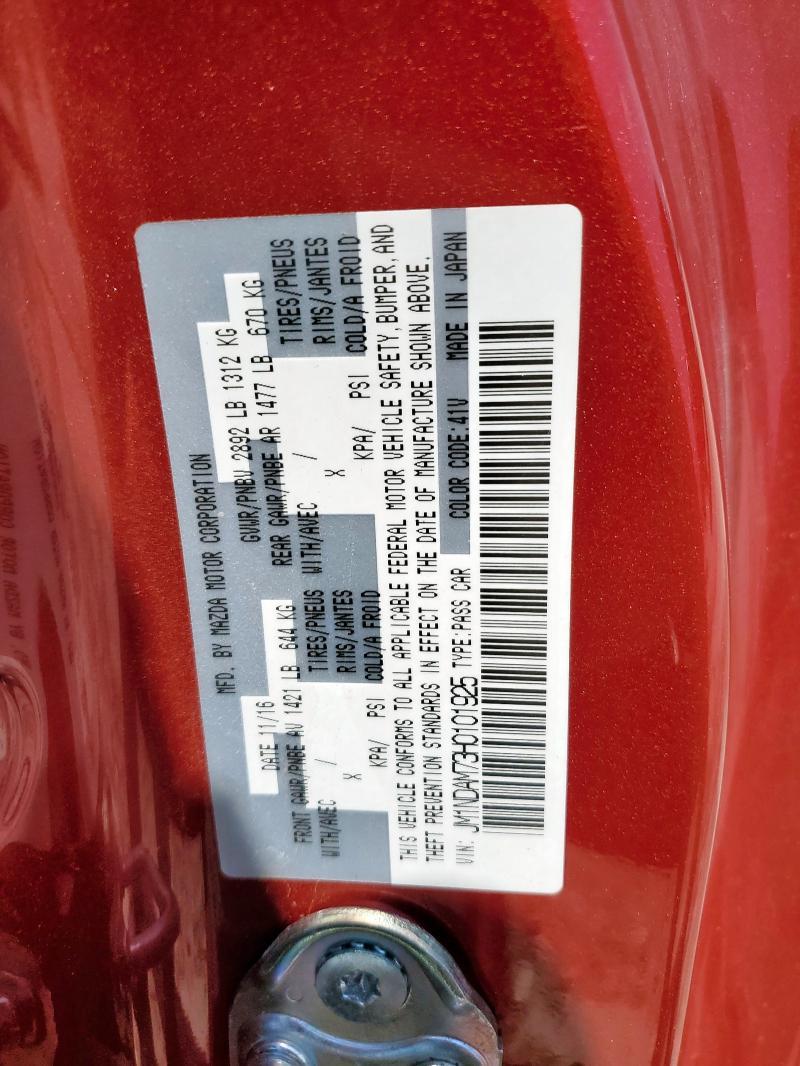 MFD. BY MAZDA MOTOR CORPORATION
DATE 11/16 GVWR/PNBV 2892 LB 1312 KG
FRONT GAWR/PNBE AV 1421 LB 644 KG REAR GAWR/PNBE AR 1477 LB 670 KG
WITH/AVEC / TIRES/PNEUS WITH/AVEC / TIRES/PNEUS
X RIMS/JANTES X RIMS/JANTES
KPA/ PSI COLD/A FROID KPA/ PSI COLD/A FROID
THIS VEHICLE CONFORMS TO ALL APPLICABLE FEDERAL MOTOR VEHICLE SAFETY, BUMPER, AND
THEFT PREVENTION STANDARDS IN EFFECT ON THE DATE OF MANUFACTURE SHOWN ABOVE.
VIN: JM1NDAM73H0101925 TYPE:PASS CAR COLOR CODE:41V MADE IN JAPAN